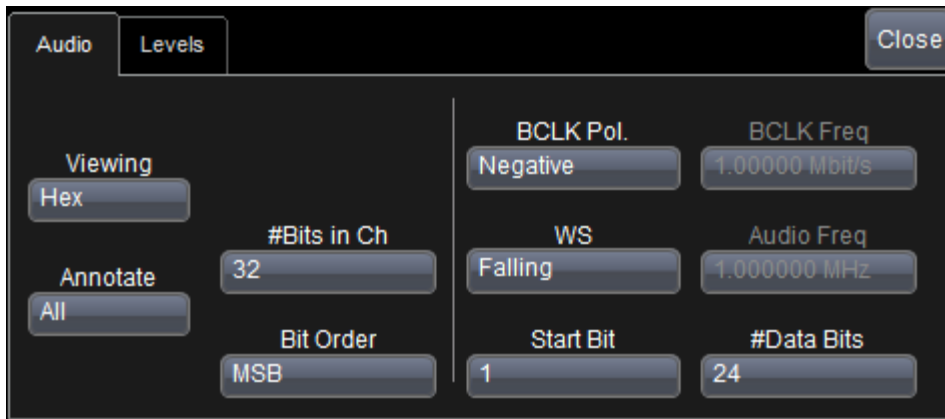 Audio
Levels
Close
Viewing
Hex
Annotate
All
#Bits in Ch
32
Bit Order
MSB
BCLK Pol.
Negative
BCLK Freq
1.00000 Mbit/s
WS
Falling
Audio Freq
1.000000 MHz
Start Bit
1
#Data Bits
24